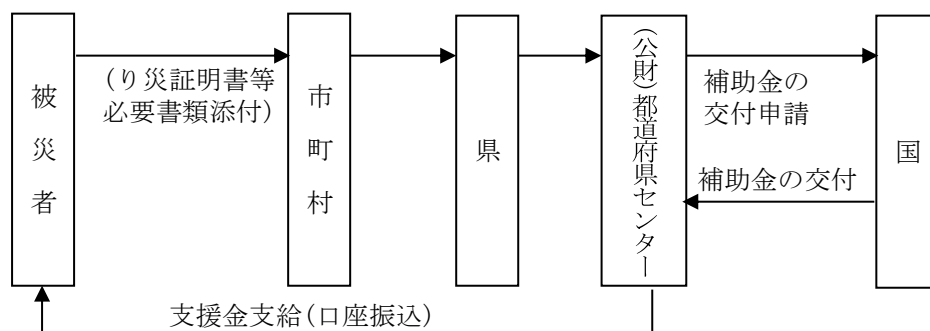 被災者
(り災証明書等
必要書類添付)
市町村
県
(公財)都道府県センター
補助金の
交付申請
補助金の交付
国
支援金支給(口座振込)